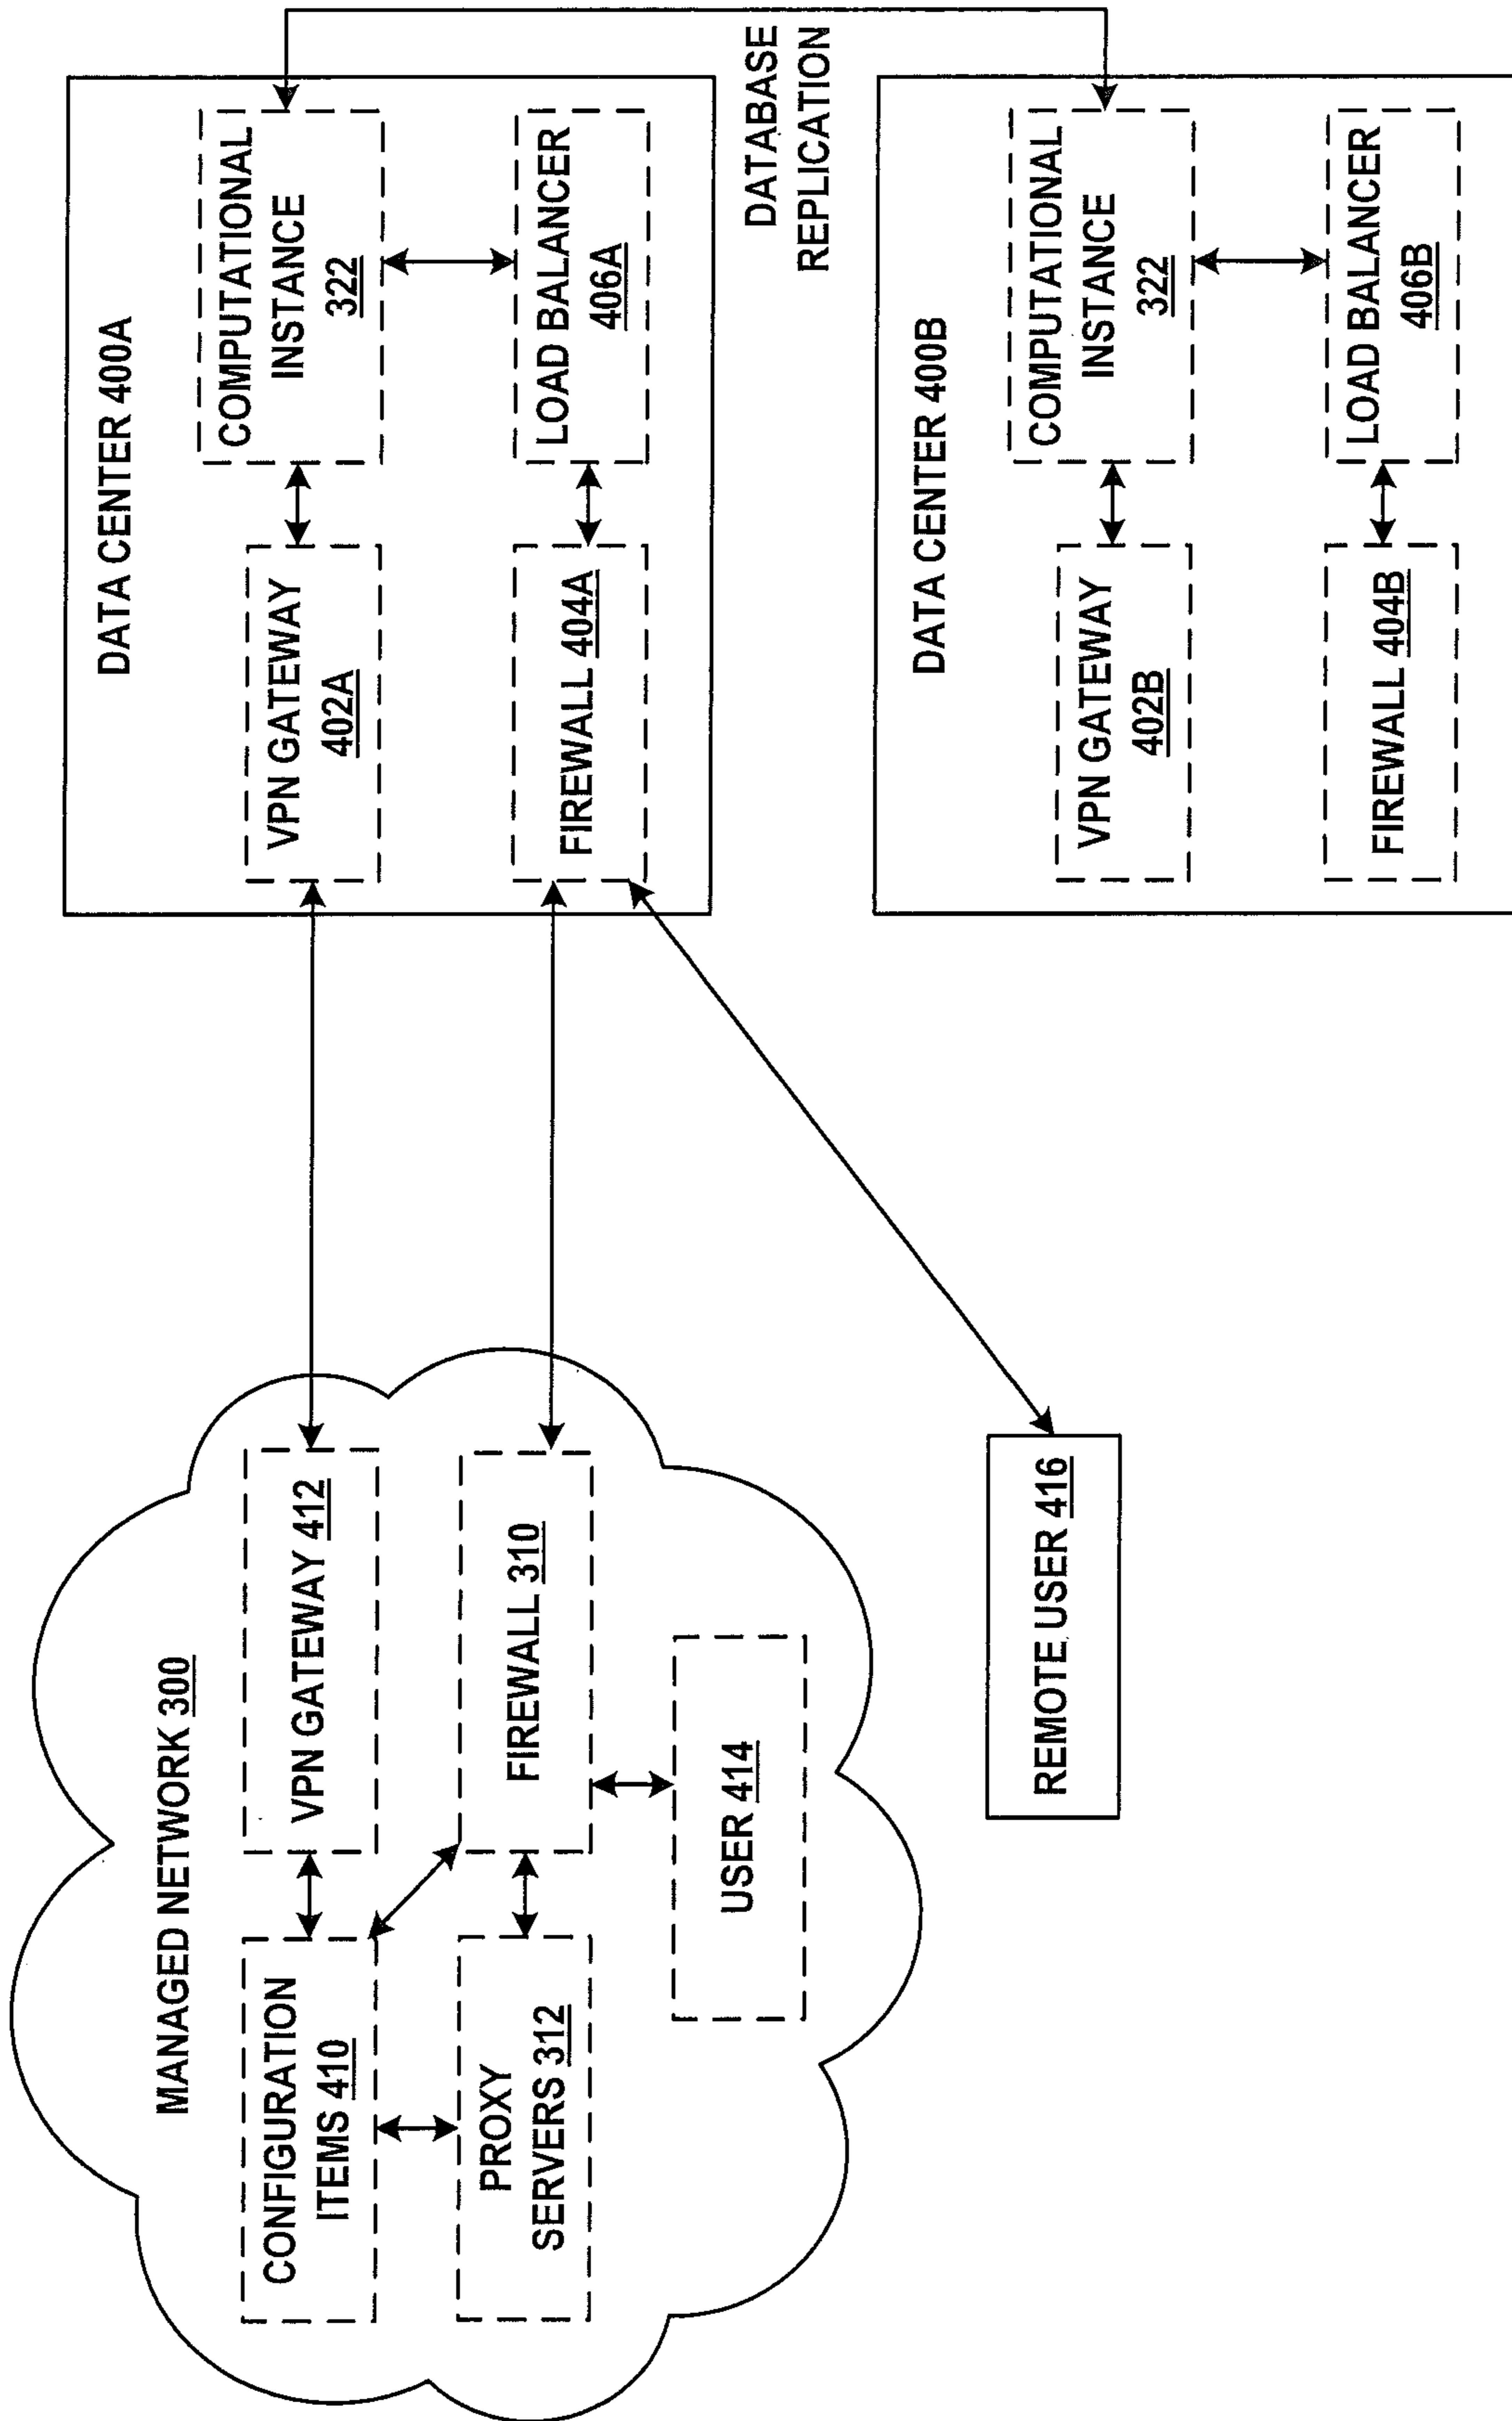 MANAGED NETWORK 300
CONFIGURATION
ITEMS 410
VPN GATEWAY 412
PROXY
SERVERS 312
FIREWALL 310
USER 414
REMOTE USER 416
DATA CENTER 400A
VPN GATEWAY
402A
COMPUTATIONAL
INSTANCE
322
FIREWALL 404A
LOAD BALANCER
406A
DATABASE
REPLICATION
DATA CENTER 400B
VPN GATEWAY
402B
COMPUTATIONAL
INSTANCE
322
FIREWALL 404B
LOAD BALANCER
406B